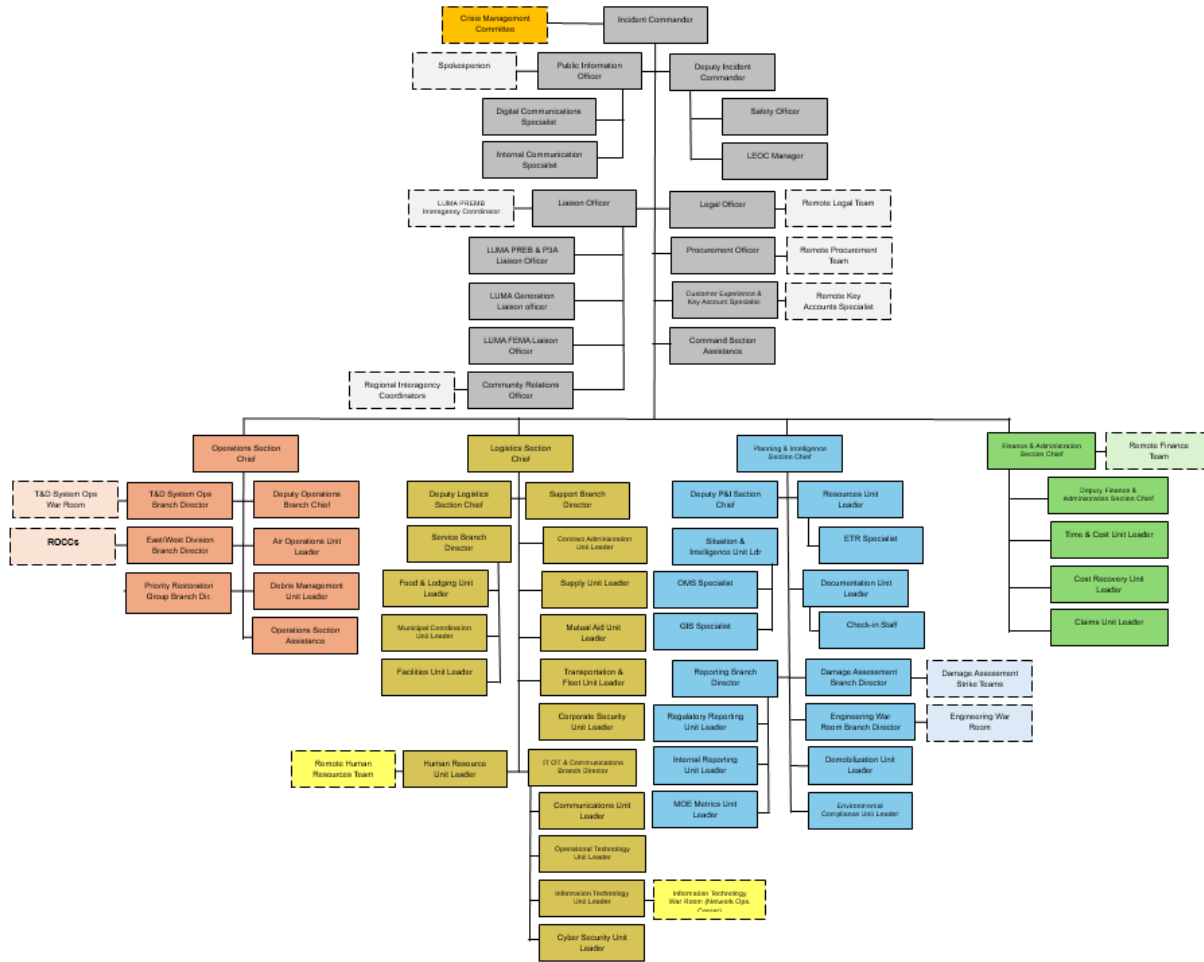 Crisis Management
Committee
Incident Commander
Spokesperson
Public Information
Officer
Deputy Incident
Commander
Digital Communications
Specialist
Safety Officer
Internal Communication
Specialist
LEOC Manager
LUMA PREMB
Interagency Coordinator
Liaison Officer
Legal Officer
Remote Legal Team
LUMA PREB & P3A
Liaison Officer
Procurement Officer
Remote Procurement
Team
LUMA Generation
Liaison officer
Customer Experience &
Key Account Specialist
Remote Key
Accounts Specialist
LUMA FEMA Liaison
Officer
Command Section
Assistance
Regional Interagency
Coordinators
Community Relations
Officer
Operations Section
Chief
Logistics Section
Chief
Planning & Intelligence
Section Chief
Finance & Administration
Section Chief
Remote Finance
Team
T&D System Ops
War Room
T&D System Ops
Branch Director
Deputy Operations
Branch Chief
ROCCs
East/West Division
Branch Director
Air Operations Unit
Leader
Priority Restoration
Group Branch Dir.
Debris Management
Unit Leader
Operations Section
Assistance
Deputy Logistics
Section Chief
Support Branch
Director
Service Branch
Director
Contract Administration
Unit Leader
Food & Lodging Unit
Leader
Supply Unit Leader
Municipal Coordination
Unit Leader
Mutual Aid Unit
Leader
Facilities Unit Leader
Transportation &
Fleet Unit Leader
Corporate Security
Unit Leader
Remote Human
Resources Team
Human Resource
Unit Leader
IT OT & Communications
Branch Director
Communications Unit
Leader
Operational Technology
Unit Leader
Information Technology
Unit Leader
Information Technology
War Room (Network Ops
Center)
Cyber Security Unit
Leader
Deputy P&I Section
Chief
Resources Unit
Leader
Situation &
Intelligence Unit Ldr
ETR Specialist
OMS Specialist
Documentation Unit
Leader
GIS Specialist
Check-in Staff
Reporting Branch
Director
Damage Assessment
Branch Director
Damage Assessment
Strike Teams
Regulatory Reporting
Unit Leader
Engineering War
Room Branch Director
Engineering War
Room
Internal Reporting
Unit Leader
Demobilization Unit
Leader
MOE Metrics Unit
Leader
Environmental
Compliance Unit Leader
Deputy Finance &
Administration Section Chief
Time & Cost Unit Leader
Cost Recovery Unit
Leader
Claims Unit Leader